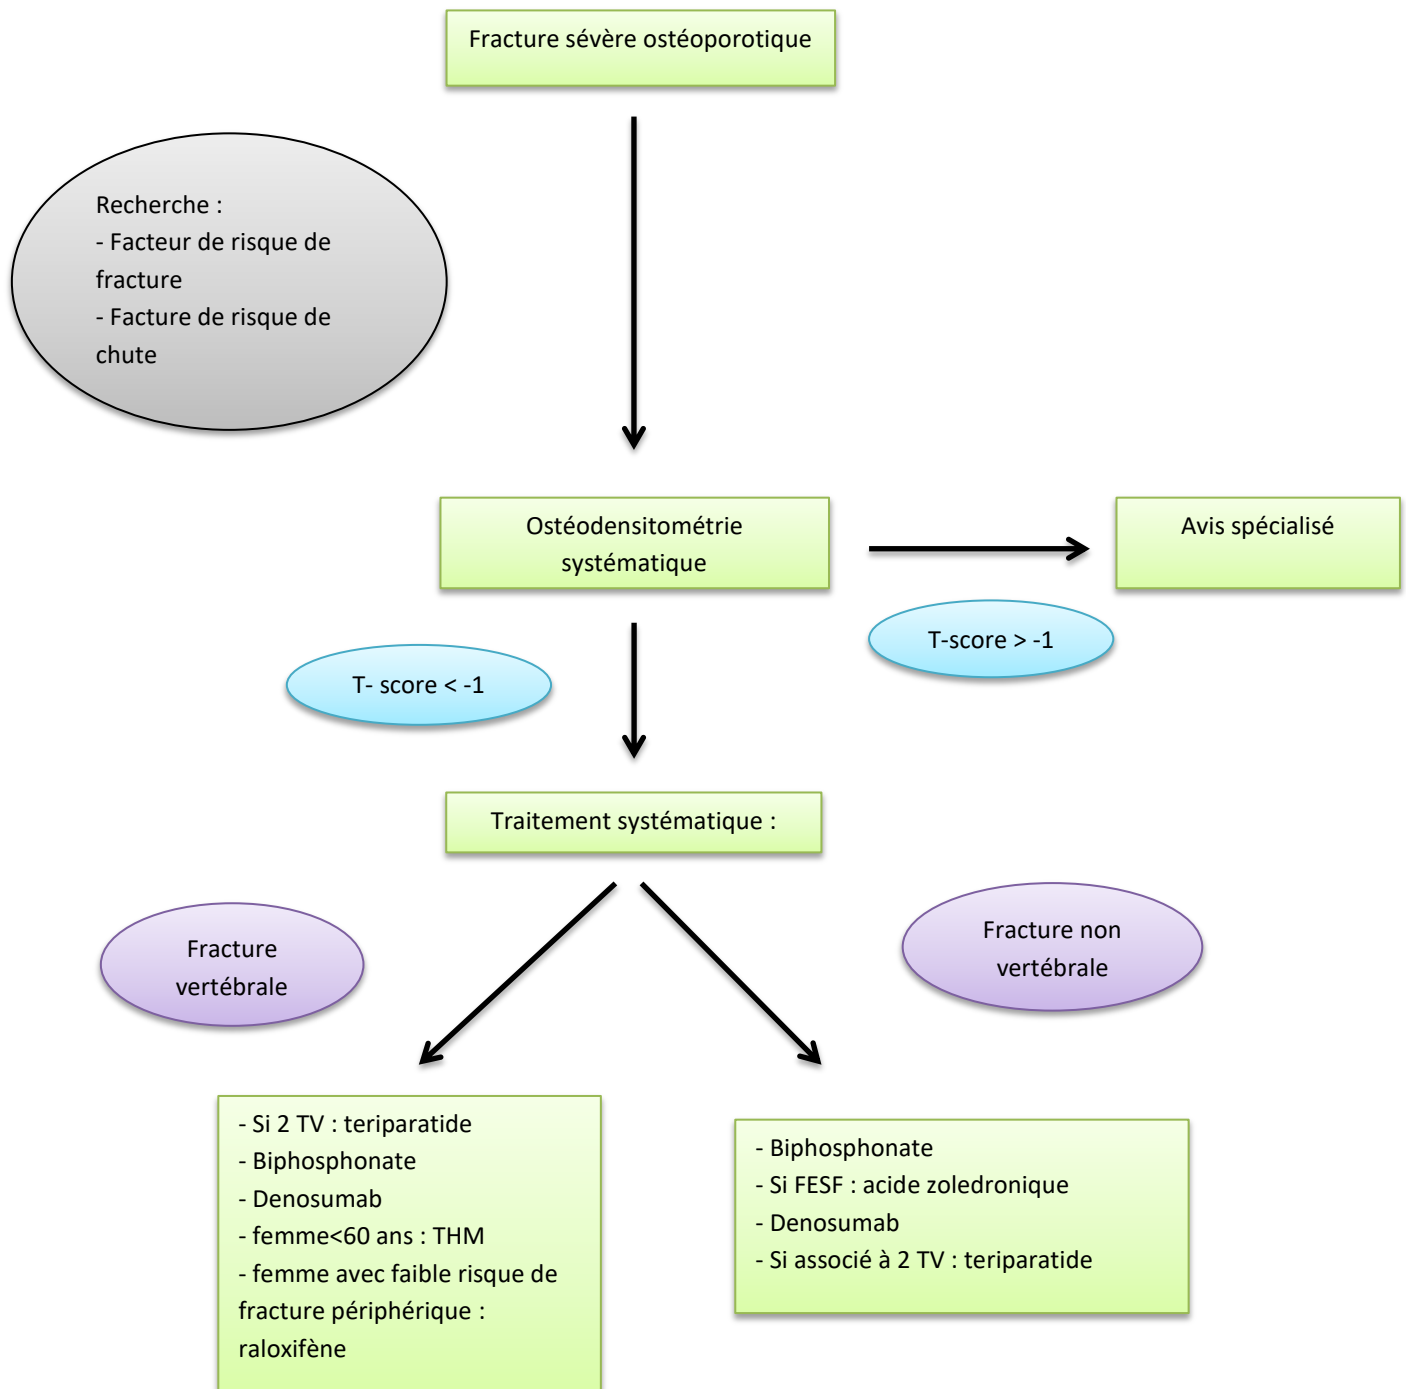 Fracture sévère ostéoporotique
Recherche :
- Facteur de risque de
fracture
- Facture de risque de
chute
Ostéodensitométrie
systématique
Avis spécialisé
T-score > -1
T- score < -1
Traitement systématique :
Fracture
vertébrale
Fracture non
vertébrale
- Si 2 TV : teriparatide
- Biphosphonate
- Denosumab
- femme<60 ans : THM
- femme avec faible risque de
fracture périphérique :
raloxifène
- Biphosphonate
- Si FESF : acide zoledronique
- Denosumab
- Si associé à 2 TV : teriparatide